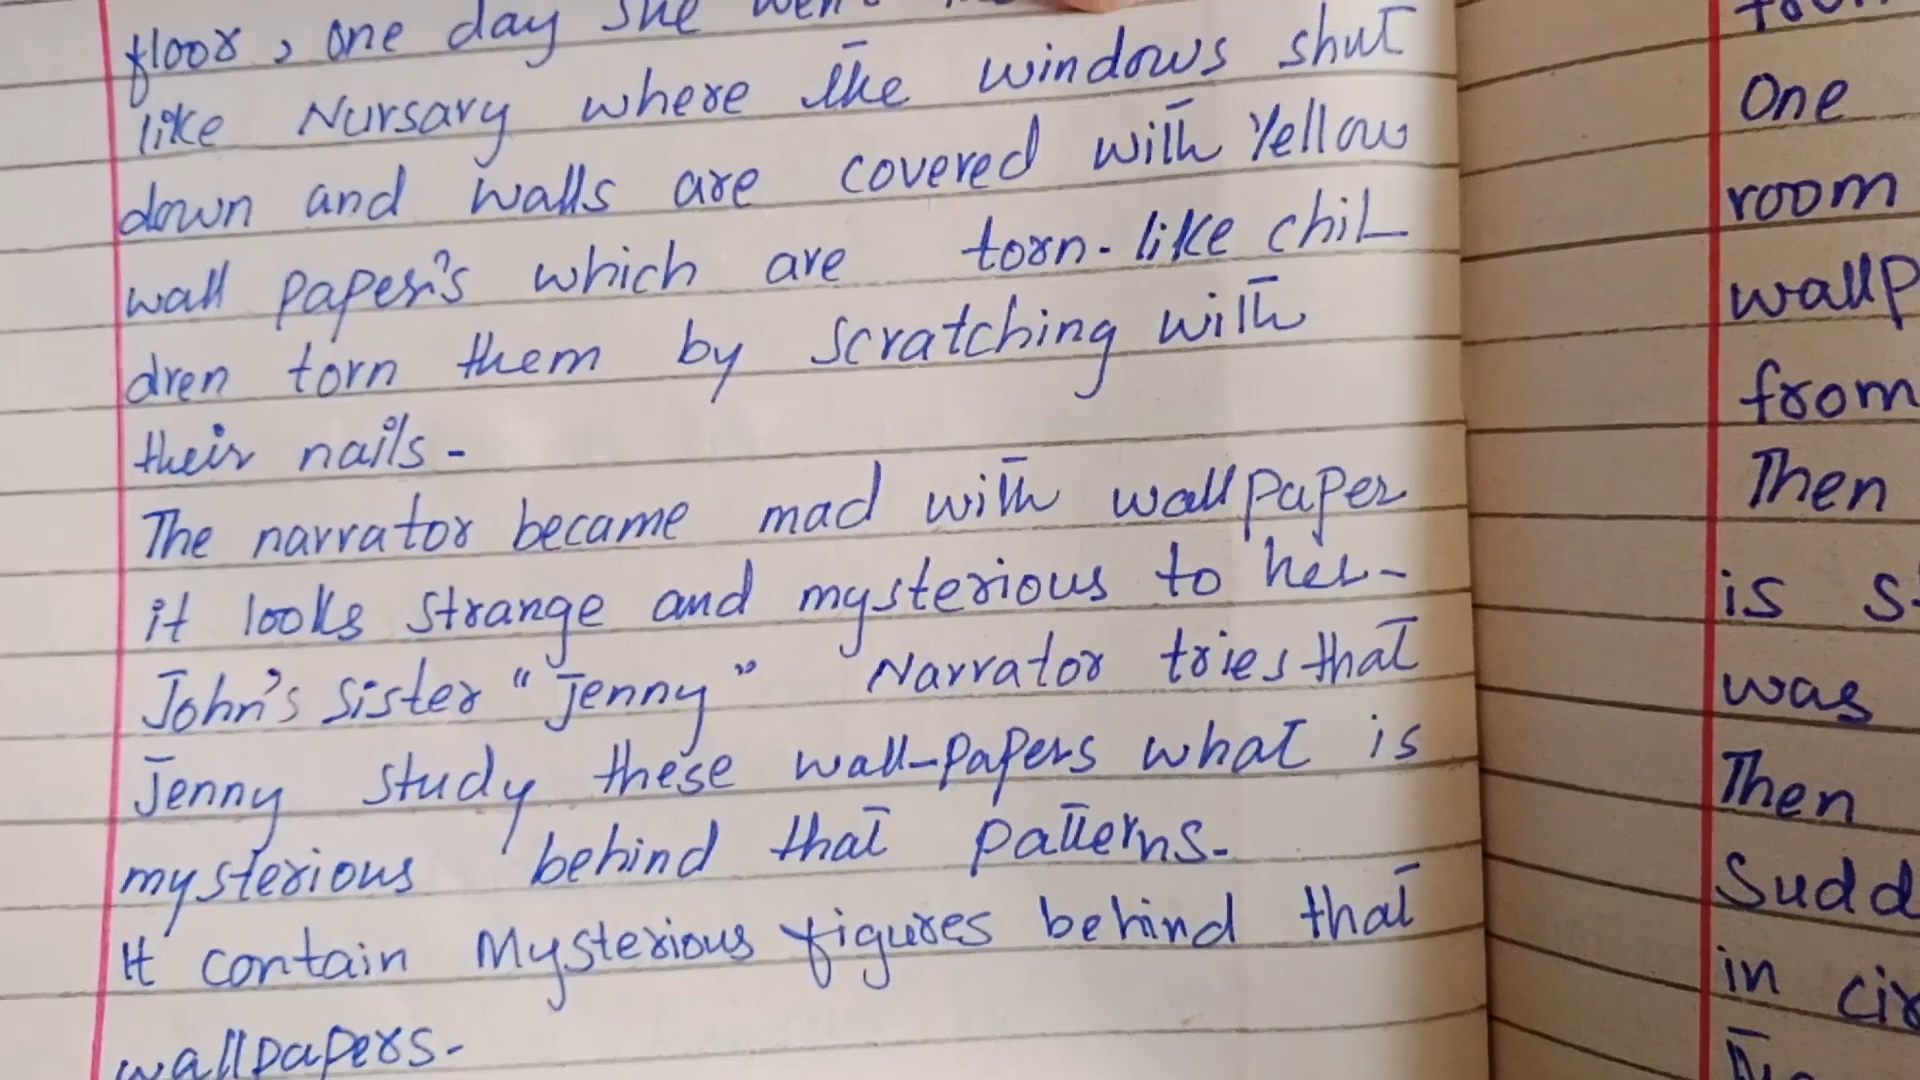 floor, one day she went
like Nursary where the windows shut
down and walls are covered with Yellow
wall paper's which are torn-like chil
dren torn them by scratching with
their nails-
The narrator became mad with wallpaper
it looks strange and mysterious to her-
John's sister "Jenny" Narrator tries that
Jenny study these wall-papers what is
mysterious behind that patterns-
It contain Mysterious figures behind that
wallpapers-
One
room
wallp
from
Then
is s
was
Then
Sudd
in cir